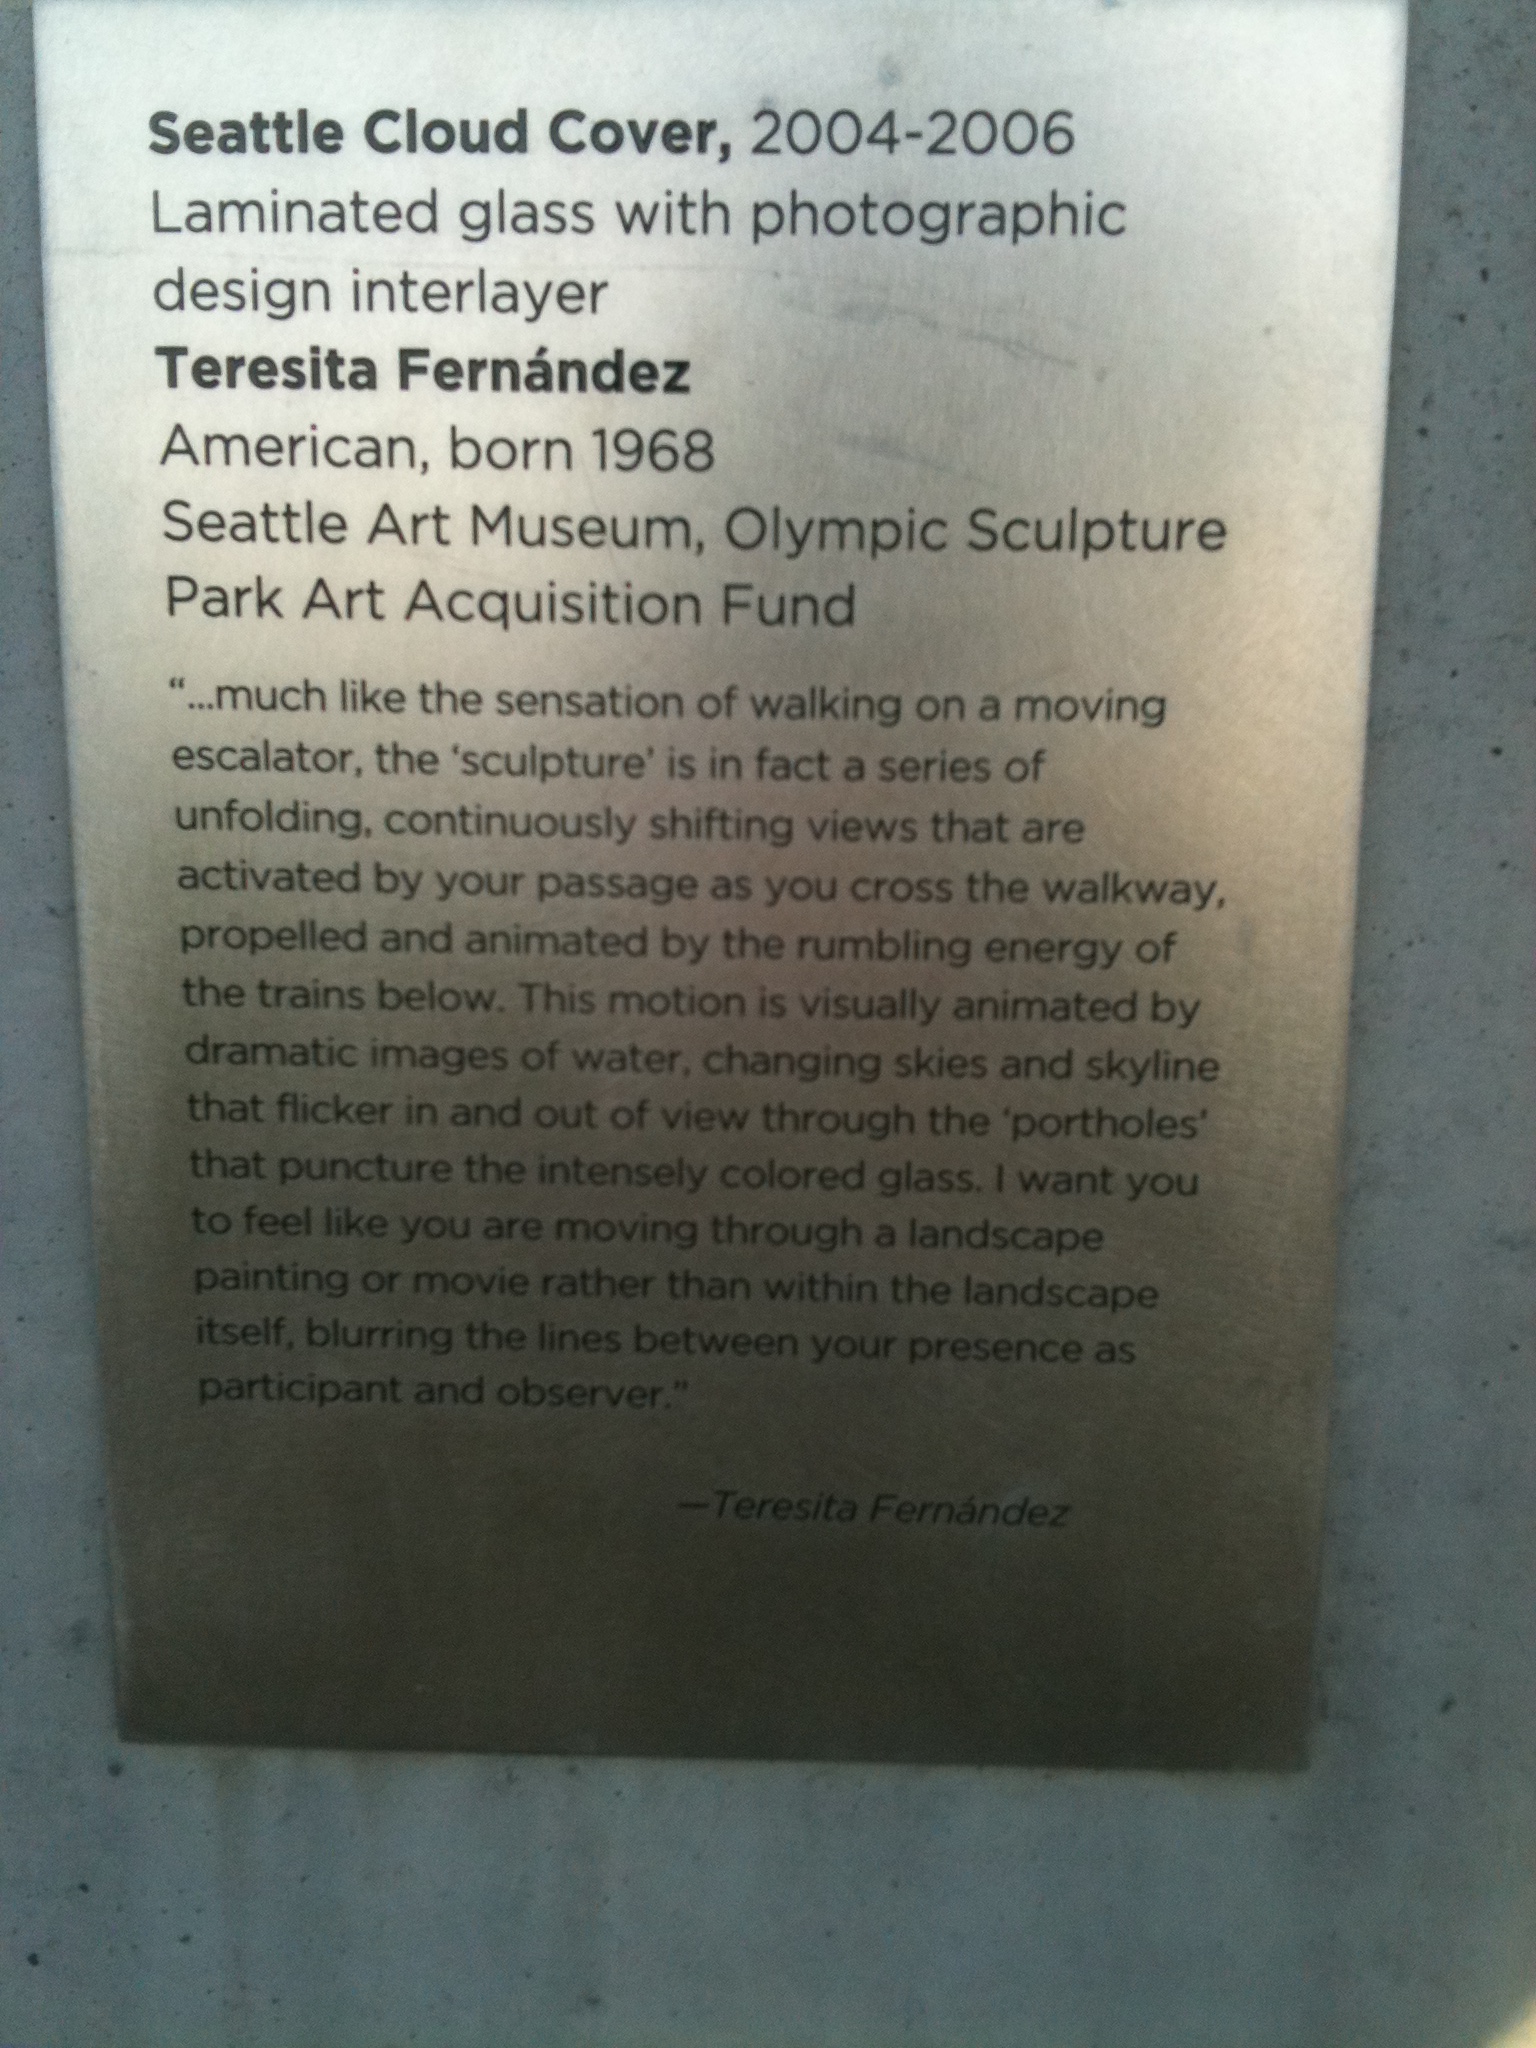 Seattle Cloud Cover, 2004-2006
Laminated glass with photographic
design interlayer
Teresita Fernández
American, born 1968
Seattle Art Museum, Olympic Sculpture
Park Art Acquisition Fund
“...much like the sensation of walking on a moving
escalator, the ‘sculpture’ is in fact a series of
unfolding, continuously shifting views that are
activated by your passage as you cross the walkway,
propelled and animated by the rumbling energy of
the trains below. This motion is visually animated by
dramatic images of water, changing skies and skyline
that flicker in and out of view through the ‘portholes’
that puncture the intensely colored glass. I want you
to feel like you are moving through a landscape
painting or movie rather than within the landscape
itself, blurring the lines between your presence as
participant and observer.”
—Teresita Fernández